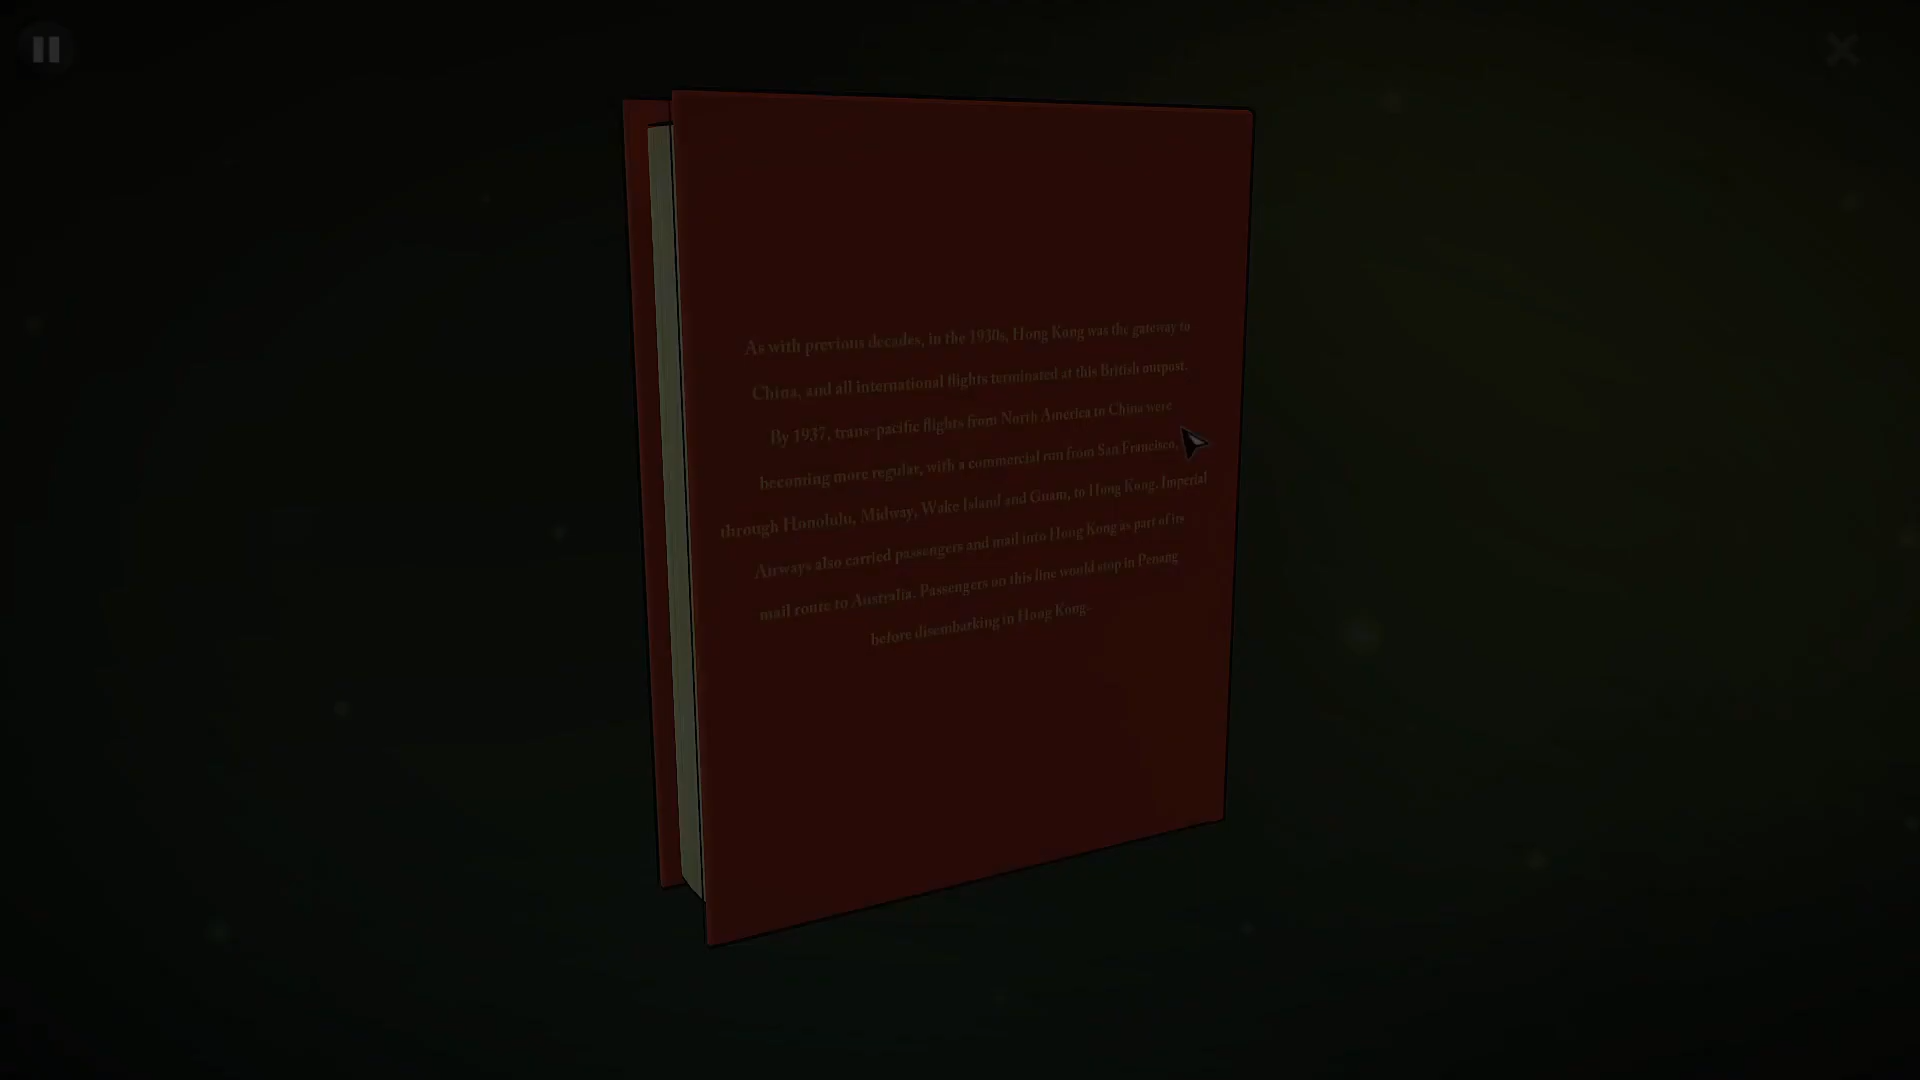 As with previous decades, in the 1930s, Hong Kong was the gateway to
China, and all international flights terminated at this British outpost.
By 1937, trans-pacific flights from North America to China were
becoming more regular, with a commercial run from San Francisco,
through Honolulu, Midway, Wake Island and Guam, to Hong Kong. Imperial
Airways also carried passengers and mail into Hong Kong as part of its
mail route to Australia. Passengers on this line would stop in Penang
before disembarking in Hong Kong.